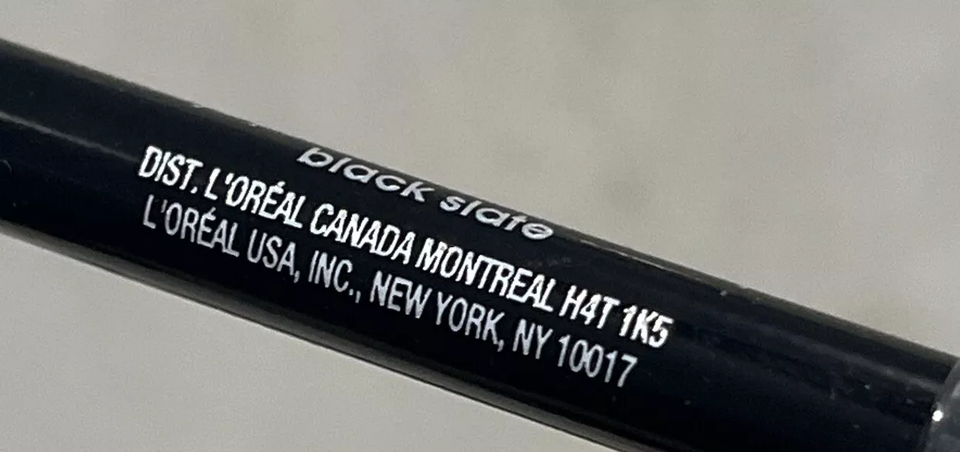 black slate
DIST. L'ORÉAL CANADA MONTREAL H4T 1K5
L'ORÉAL USA, INC., NEW YORK, NY 10017